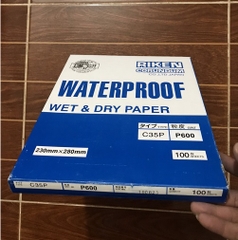 RIKEN
CORUNDUM
WATERPROOF
WET & DRY PAPER
タイプ 粒度
C35P P600
230mm×280mm
100
C35P P600 100